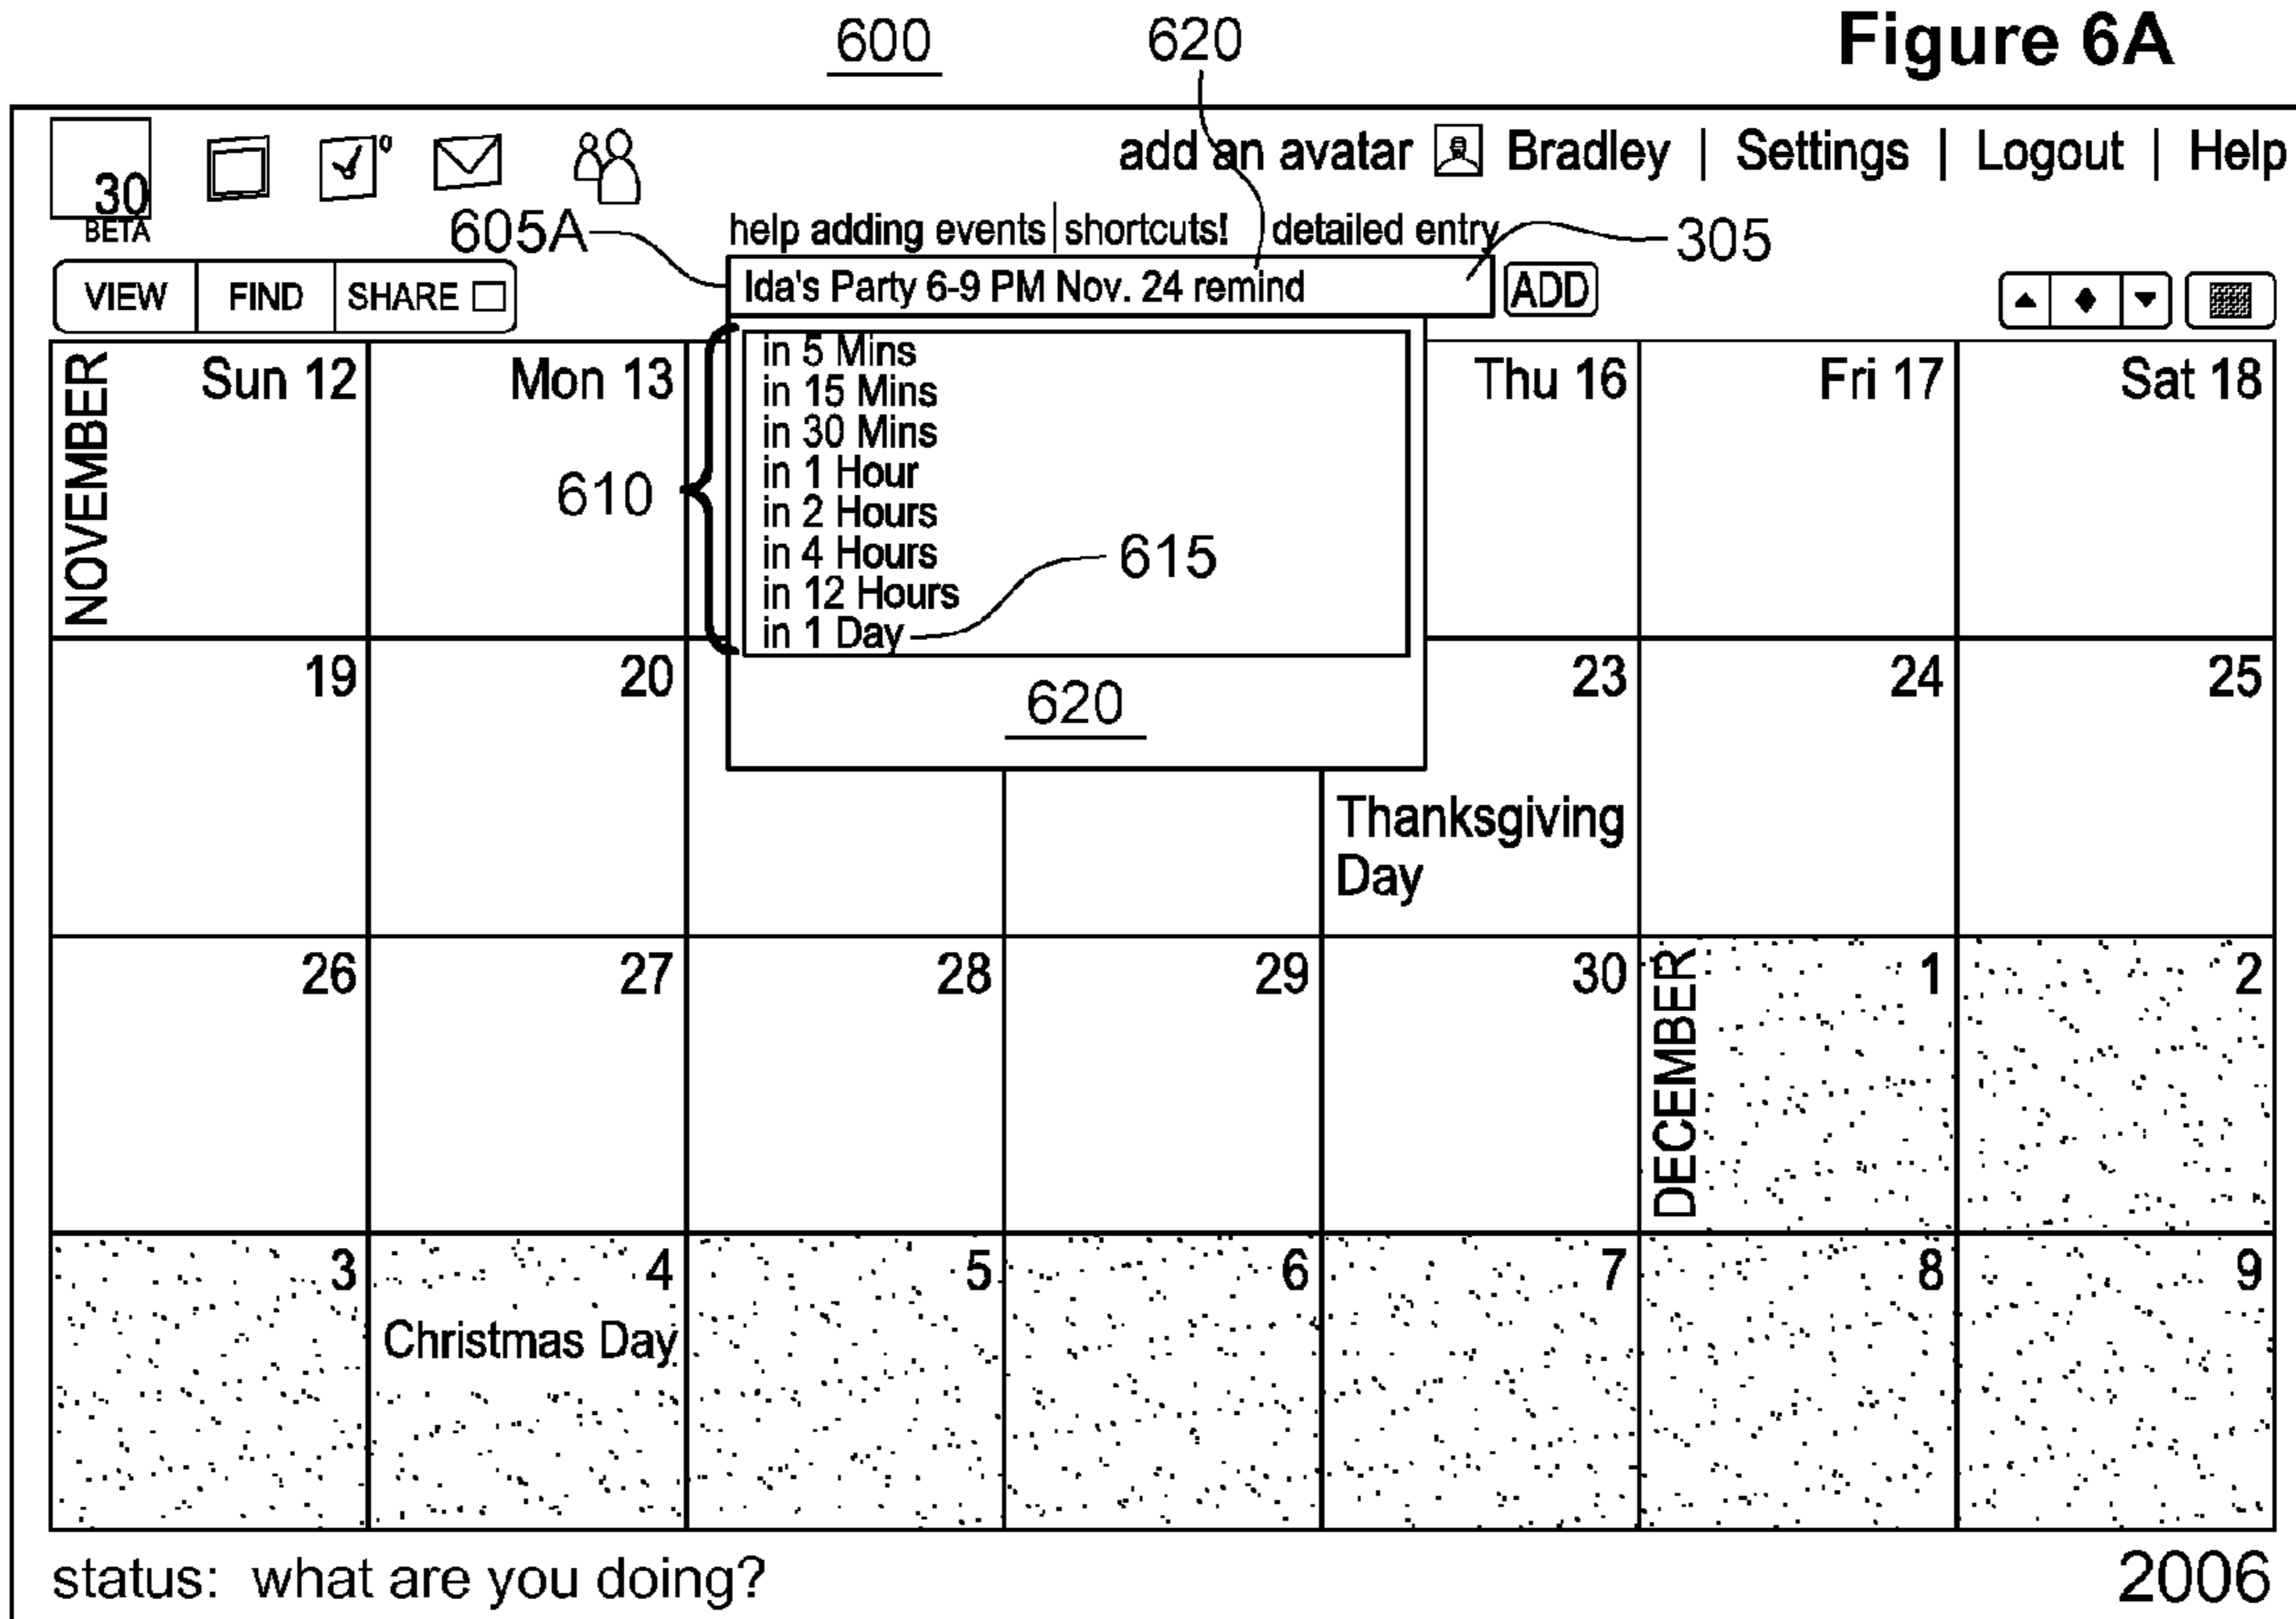 Figure 6A
600
620
30
BETA
0
add an avatar Bradley | Settings | Logout | Help
605A
help adding events | shortcuts! detailed entry
305
VIEW FIND SHARE
Ida's Party 6-9 PM Nov. 24 remind
ADD
NOVEMBER
Sun 12
Mon 13
Thu 16
Fri 17
Sat 18
610
in 5 Mins
in 15 Mins
in 30 Mins
in 1 Hour
in 2 Hours
in 4 Hours
in 12 Hours
in 1 Day
615
620
19
20
23
24
25
Thanksgiving
Day
26
27
28
29
30
DECEMBER
1
2
3
4
5
6
7
8
9
Christmas Day
status: what are you doing?
2006